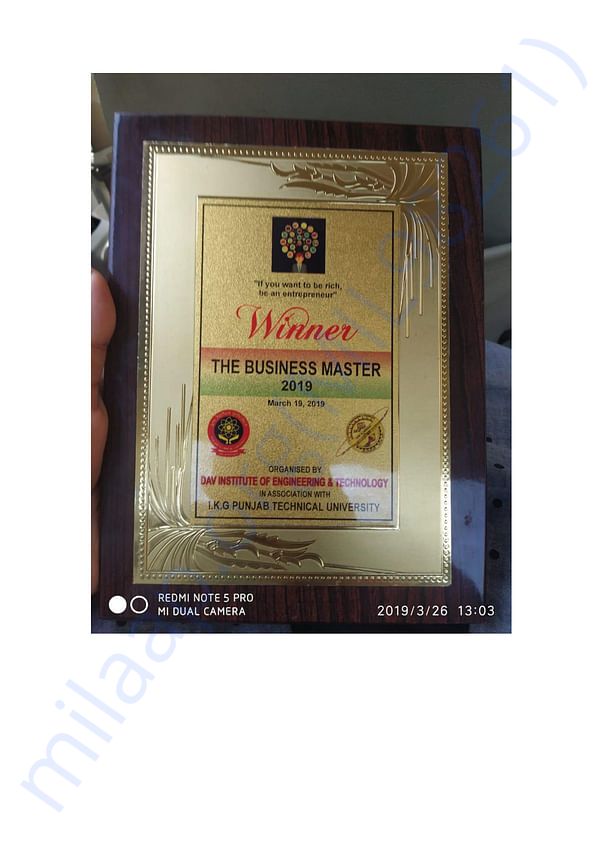 "If you want to be rich,
be an entrepreneur"
Winner
THE BUSINESS MASTER
2019
March 19, 2019
ORGANISED BY
DAV INSTITUTE OF ENGINEERING & TECHNOLOGY
IN ASSOCIATION WITH
I.K.G PUNJAB TECHNICAL UNIVERSITY
REDMI NOTE 5 PRO
MI DUAL CAMERA
2019/3/26 13:03